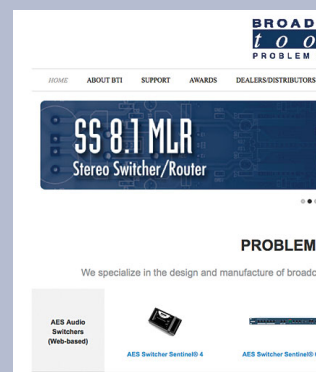 BROAD
too
PROBLEM
HOME ABOUT BTI SUPPORT AWARDS DEALERS/DISTRIBUTORS
SS 8.1 MLR
Stereo Switcher/Router
PROBLEM
We specialize in the design and manufacture of broadc
AES Audio
Switchers
(Web-based)
AES Switcher Sentinel® 4 AES Switcher Sentinel®